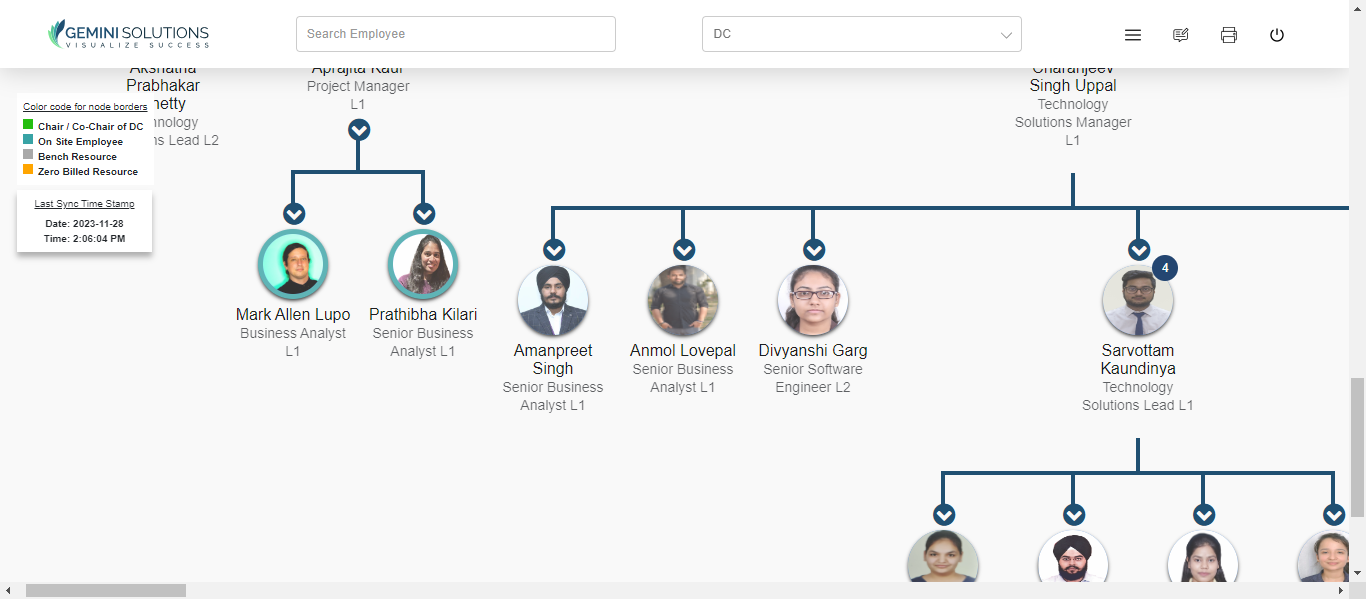 GEMINI SOLUTIONS
VISUALIZE SUCCESS
Search Employee
DC
Akshatha
Prabhakar
hetty
hnology
ns Lead L2
Aprajita Kaur
Project Manager
L1
Charanjeev
Singh Uppal
Technology
Solutions Manager
L1
Color code for node borders
Chair / Co-Chair of DC
On Site Employee
Bench Resource
Zero Billed Resource
Last Sync Time Stamp
Date: 2023-11-28
Time: 2:06:04 PM
Mark Allen Lupo
Business Analyst
L1
Prathibha Kilari
Senior Business
Analyst L1
Amanpreet
Singh
Senior Business
Analyst L1
Anmol Lovepal
Senior Business
Analyst L1
Divyanshi Garg
Senior Software
Engineer L2
4
Sarvottam
Kaundinya
Technology
Solutions Lead L1